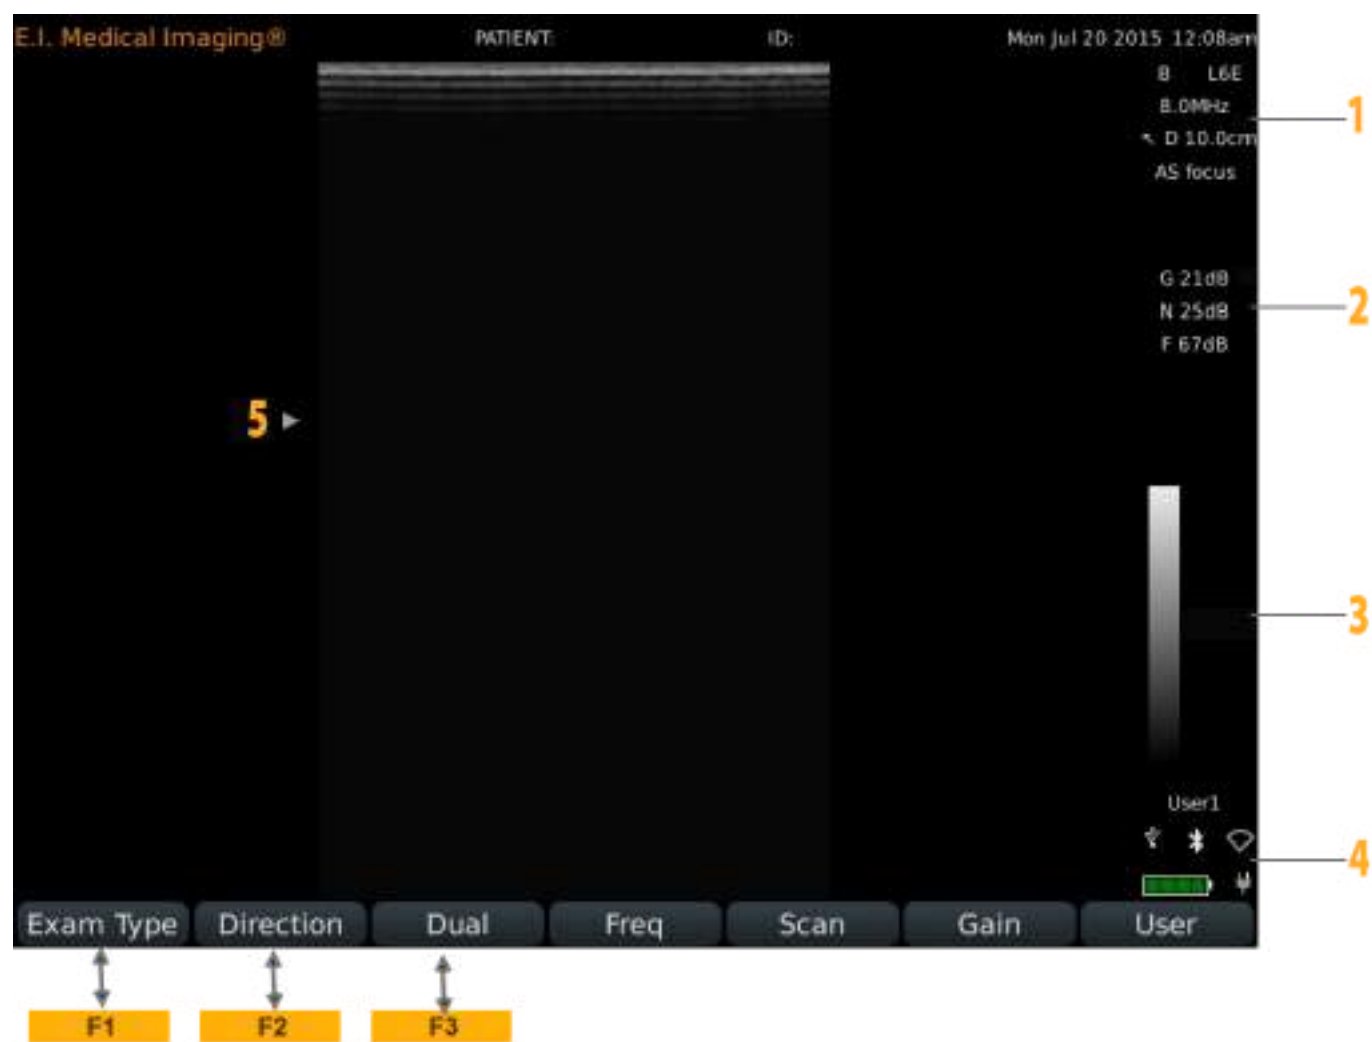 E.I. Medical Imaging® PATIENT: ID: Mon Jul 20 2015 12:08am
B L6E
8.0MHz
D 10.0cm
AS focus
1
G 21dB
N 25dB
F 67dB
2
5
3
User1
4
Exam Type Direction Dual Freq Scan Gain User
F1 F2 F3